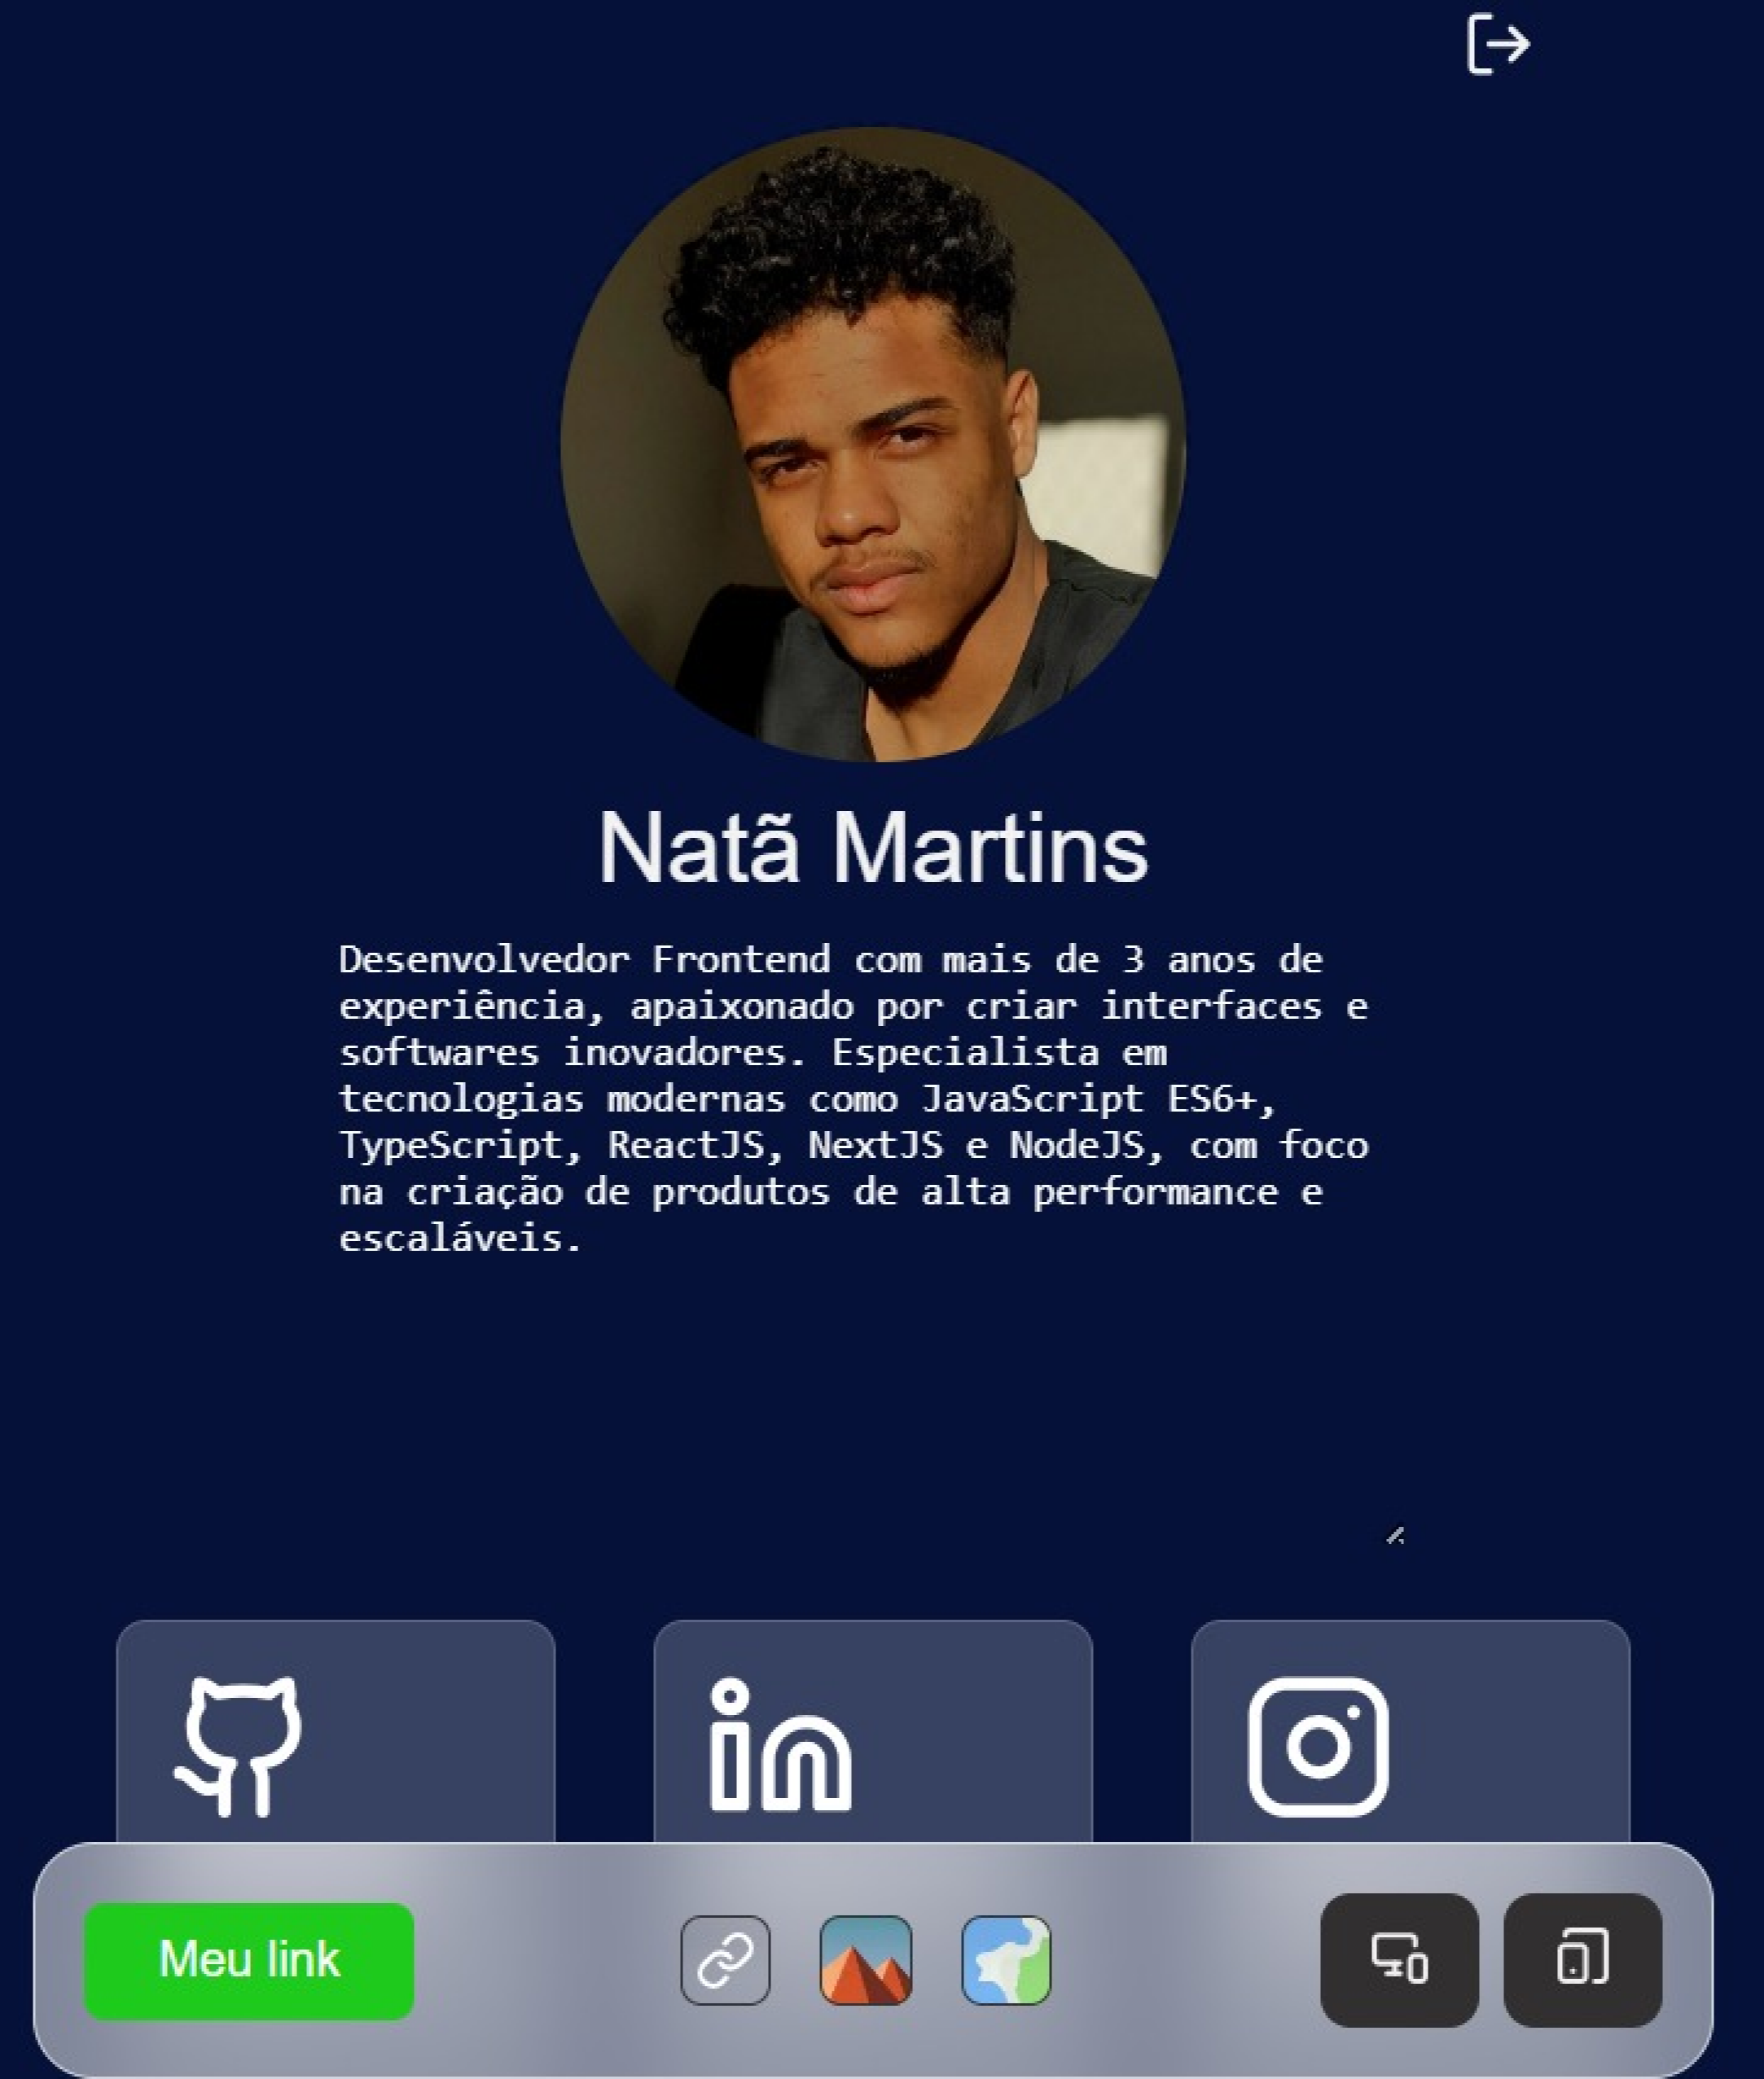 Natã Martins
Desenvolvedor Frontend com mais de 3 anos de
experiência, apaixonado por criar interfaces e
softwares inovadores. Especialista em
tecnologias modernas como JavaScript ES6+,
TypeScript, ReactJS, NextJS e NodeJS, com foco
na criação de produtos de alta performance e
escaláveis.
in
Meu link